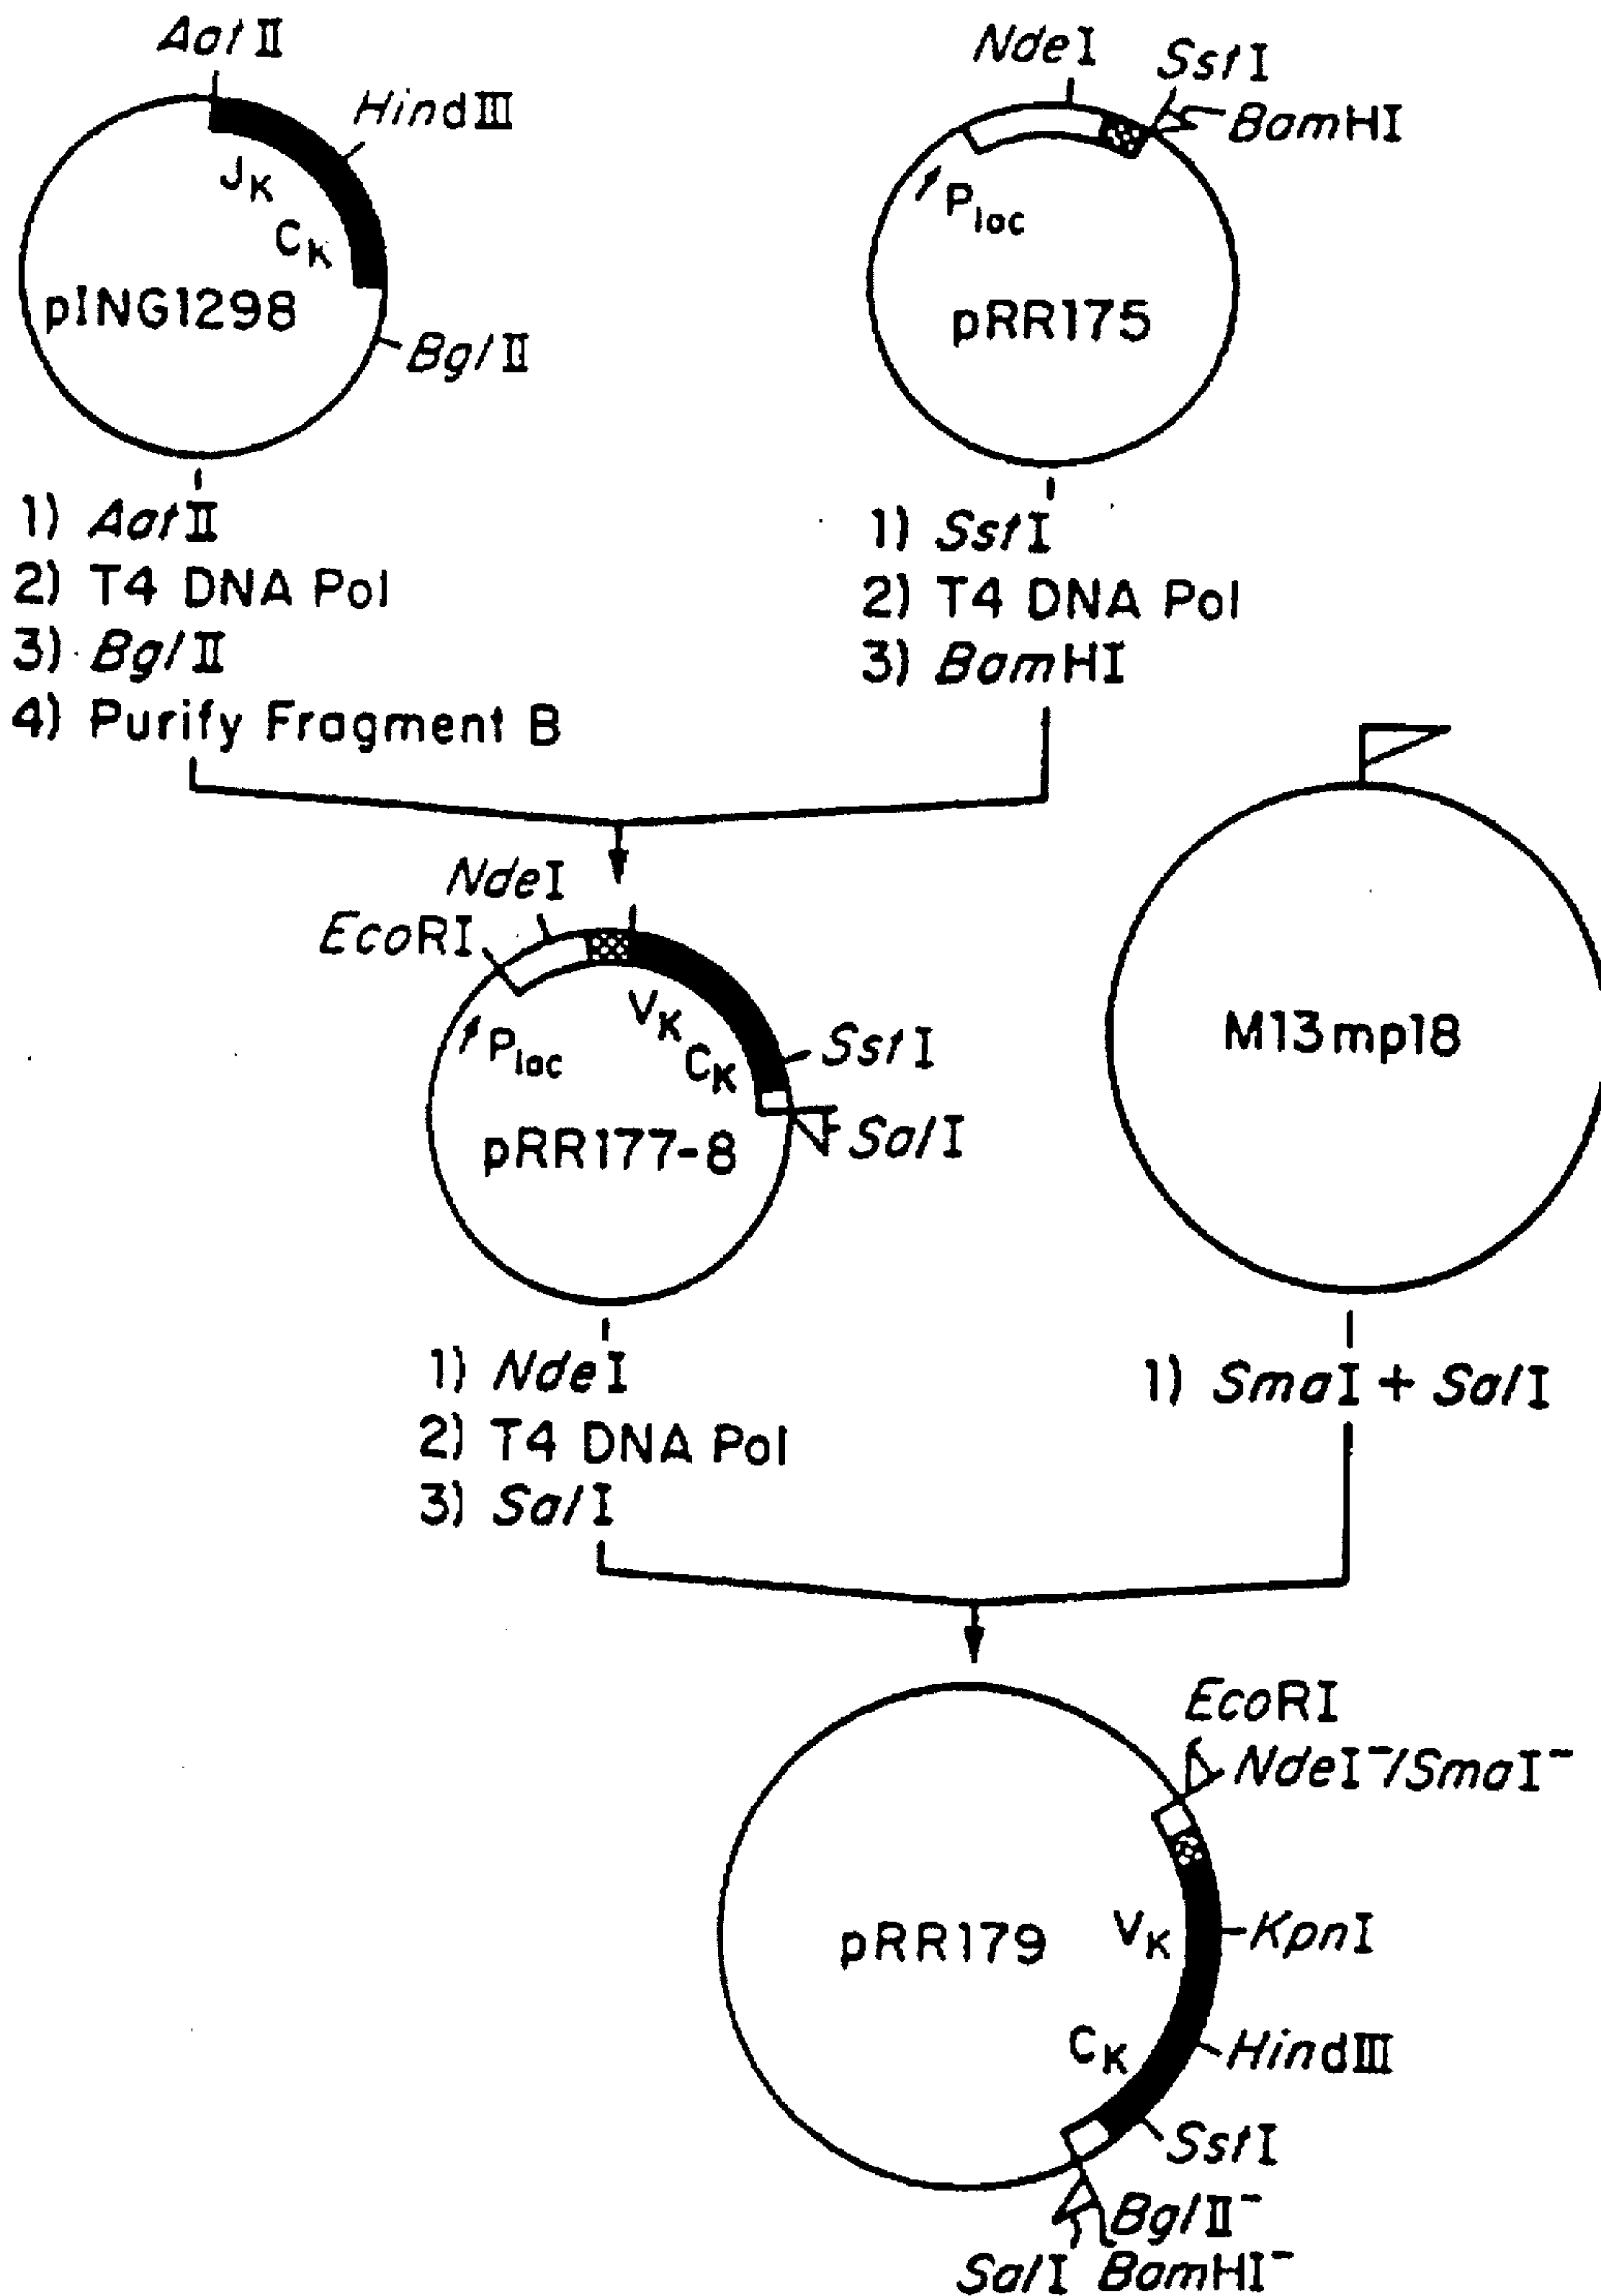 AatII
HindIII
JK
CK
pING1298
BglII
1) AatII
2) T4 DNA Pol
3) BglII
4) Purify Fragment B
NdeI
SstI
BamHI
Plac
pRR175
1) SstI
2) T4 DNA Pol
3) BamHI
NdeI
EcoRI
VK
CK
Plac
SstI
SalI
pRR177-8
1) NdeI
2) T4 DNA Pol
3) SalI
M13mp18
1) SmaI + SalI
EcoRI
NdeI⁻/SmaI⁻
VK
KpnI
pRR179
CK
HindIII
SstI
BglII⁻
SalI BamHI⁻